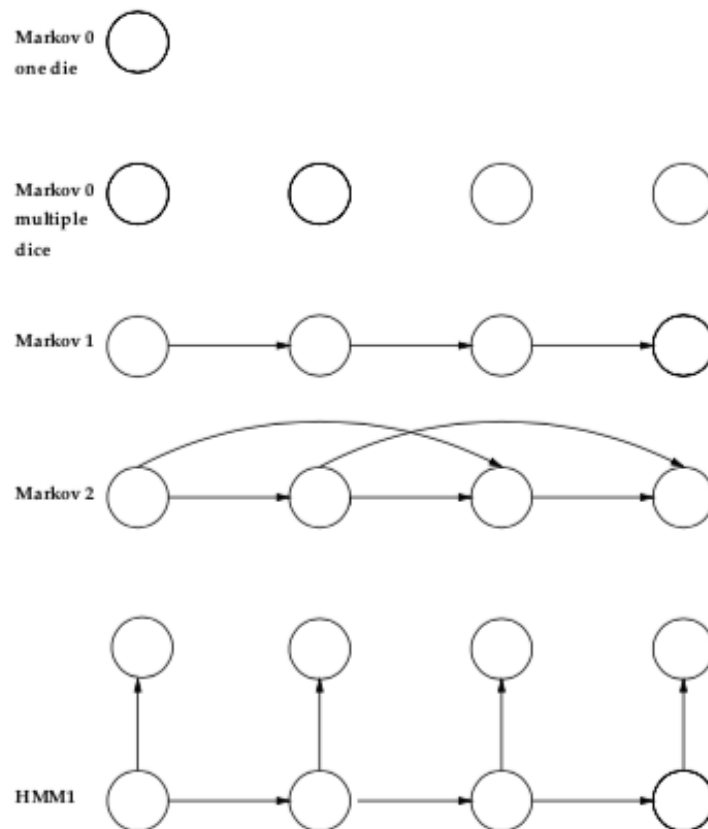 Markov 0
one die
Markov 0
multiple
dice
Markov 1
Markov 2
HMM1